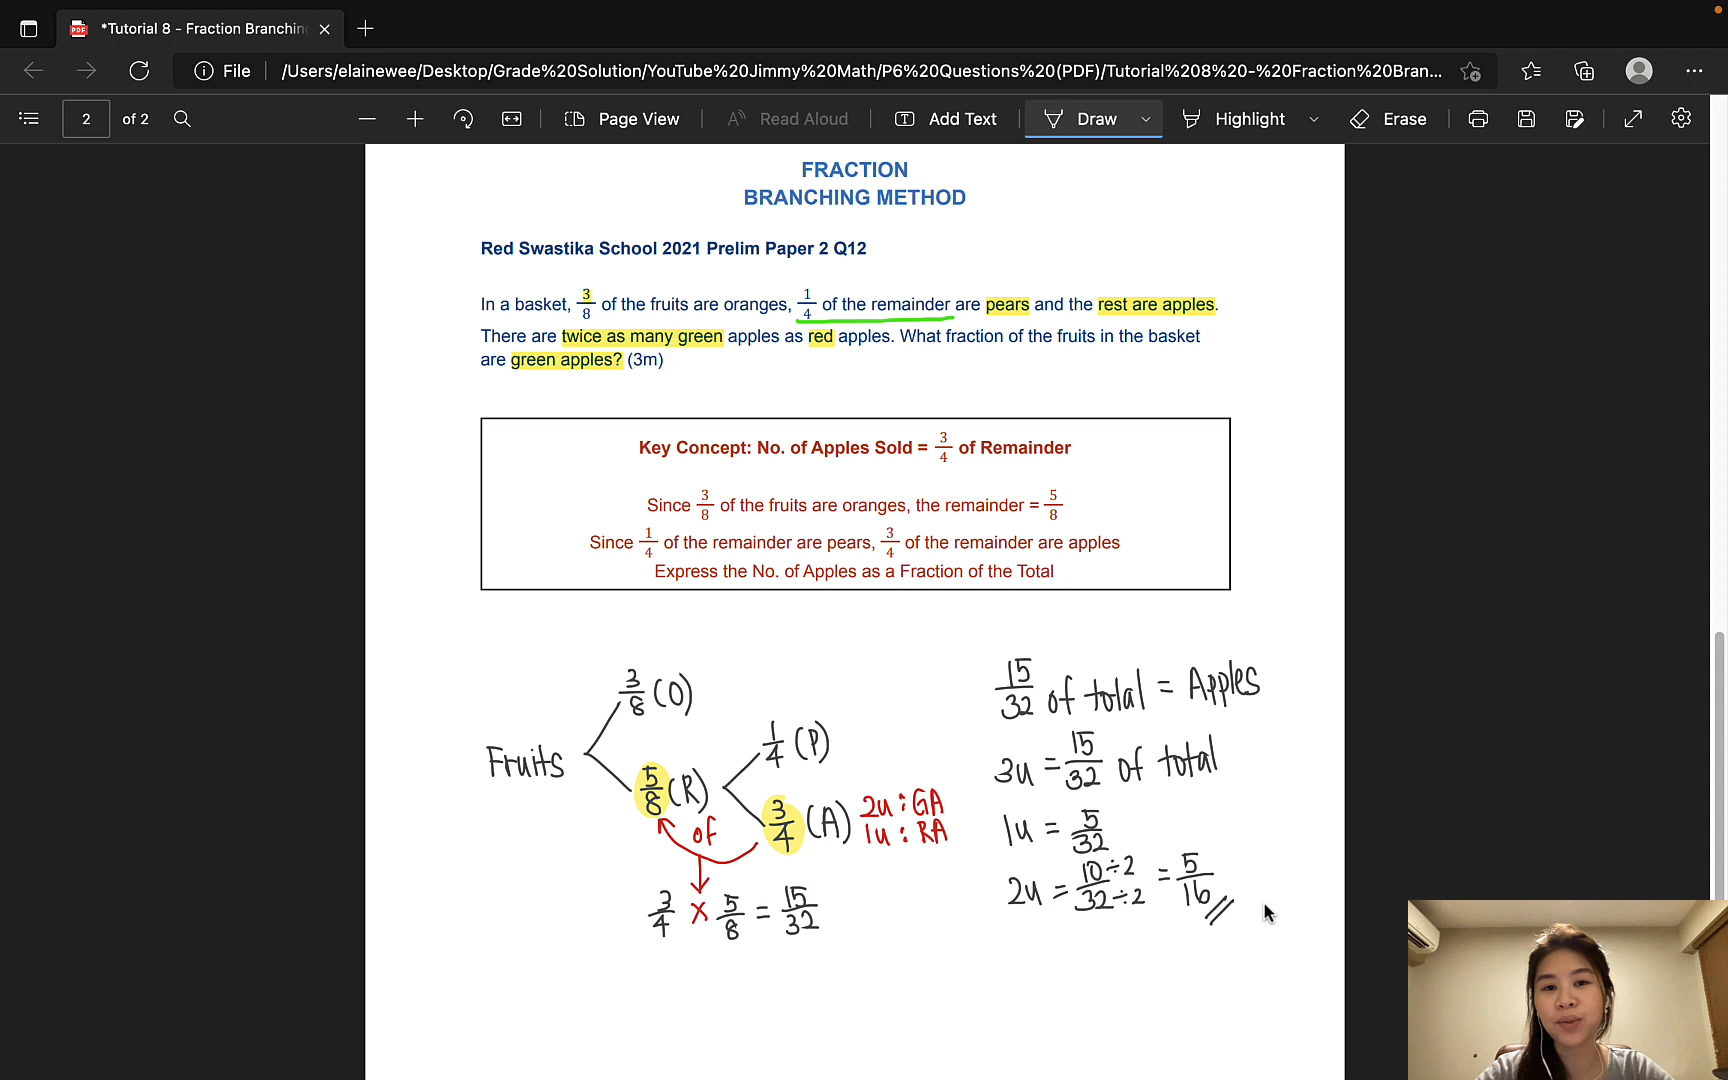 *Tutorial 8 - Fraction Branchin
File /Users/elainewee/Desktop/Grade%20Solution/YouTube%20Jimmy%20Math/P6%20Questions%20(PDF)/Tutorial%208%20-%20Fraction%20Bran...
2 of 2 Page View Read Aloud Add Text Draw Highlight Erase
FRACTION
BRANCHING METHOD
Red Swastika School 2021 Prelim Paper 2 Q12
In a basket, 3/8 of the fruits are oranges, 1/4 of the remainder are pears and the rest are apples.
There are twice as many green apples as red apples. What fraction of the fruits in the basket
are green apples? (3m)
Key Concept: No. of Apples Sold = 3/4 of Remainder
Since 3/8 of the fruits are oranges, the remainder = 5/8
Since 1/4 of the remainder are pears, 3/4 of the remainder are apples
Express the No. of Apples as a Fraction of the Total
Fruits
3/8 (O)
5/8 (R)
1/4 (P)
3/4 (A)
2u : GA
1u : RA
of
3/4 × 5/8 = 15/32
15/32 of total = Apples
3u = 15/32 of total
1u = 5/32
2u = 10÷2/32÷2 = 5/16 //